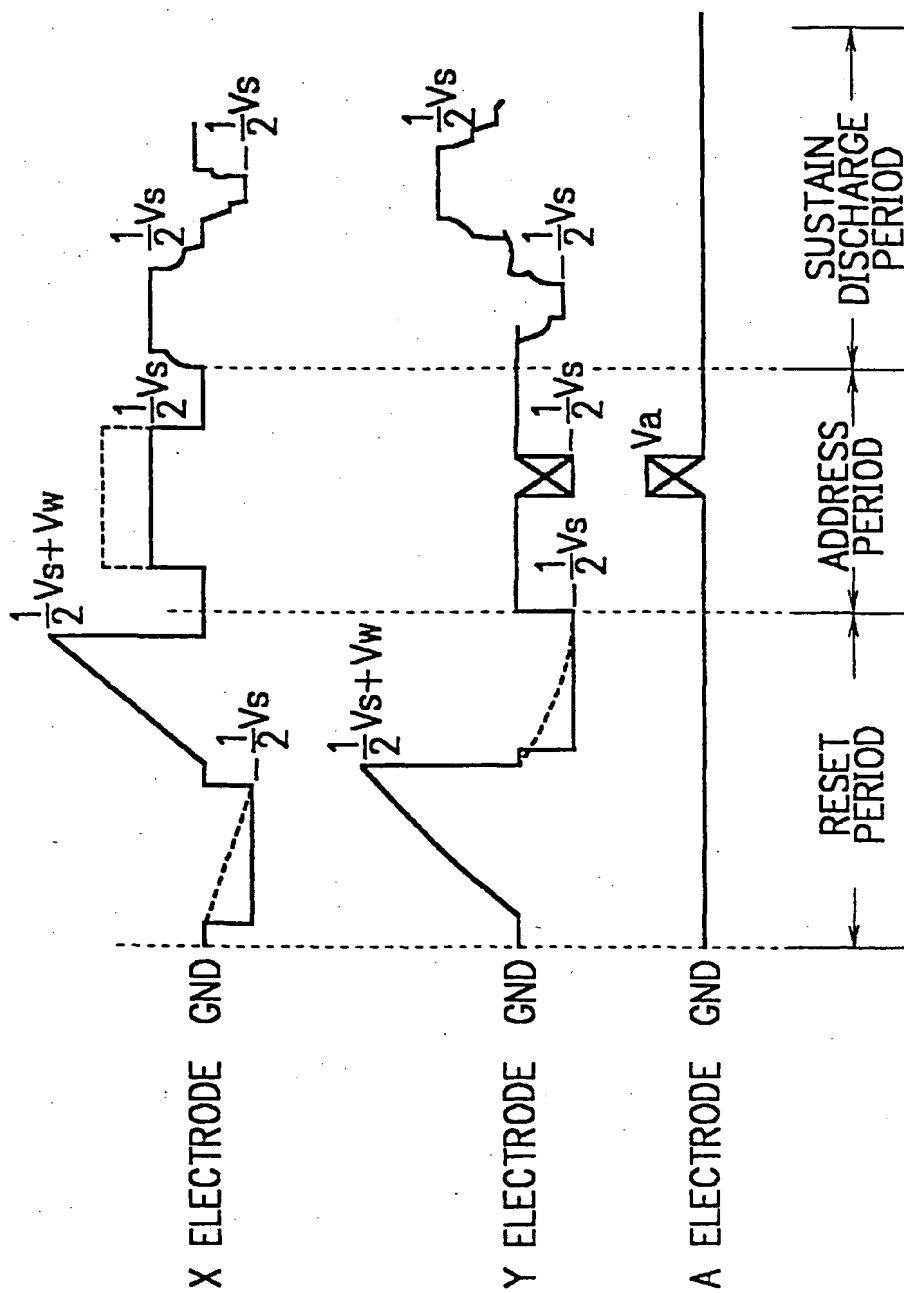 X ELECTRODE GND
-1/2Vs
1/2Vs+Vw
1/2Vs
1/2Vs
-1/2Vs
Y ELECTRODE GND
1/2Vs+Vw
-1/2Vs
-1/2Vs
-1/2Vs
1/2Vs
A ELECTRODE GND
Va
RESET
PERIOD
ADDRESS
PERIOD
SUSTAIN
DISCHARGE
PERIOD